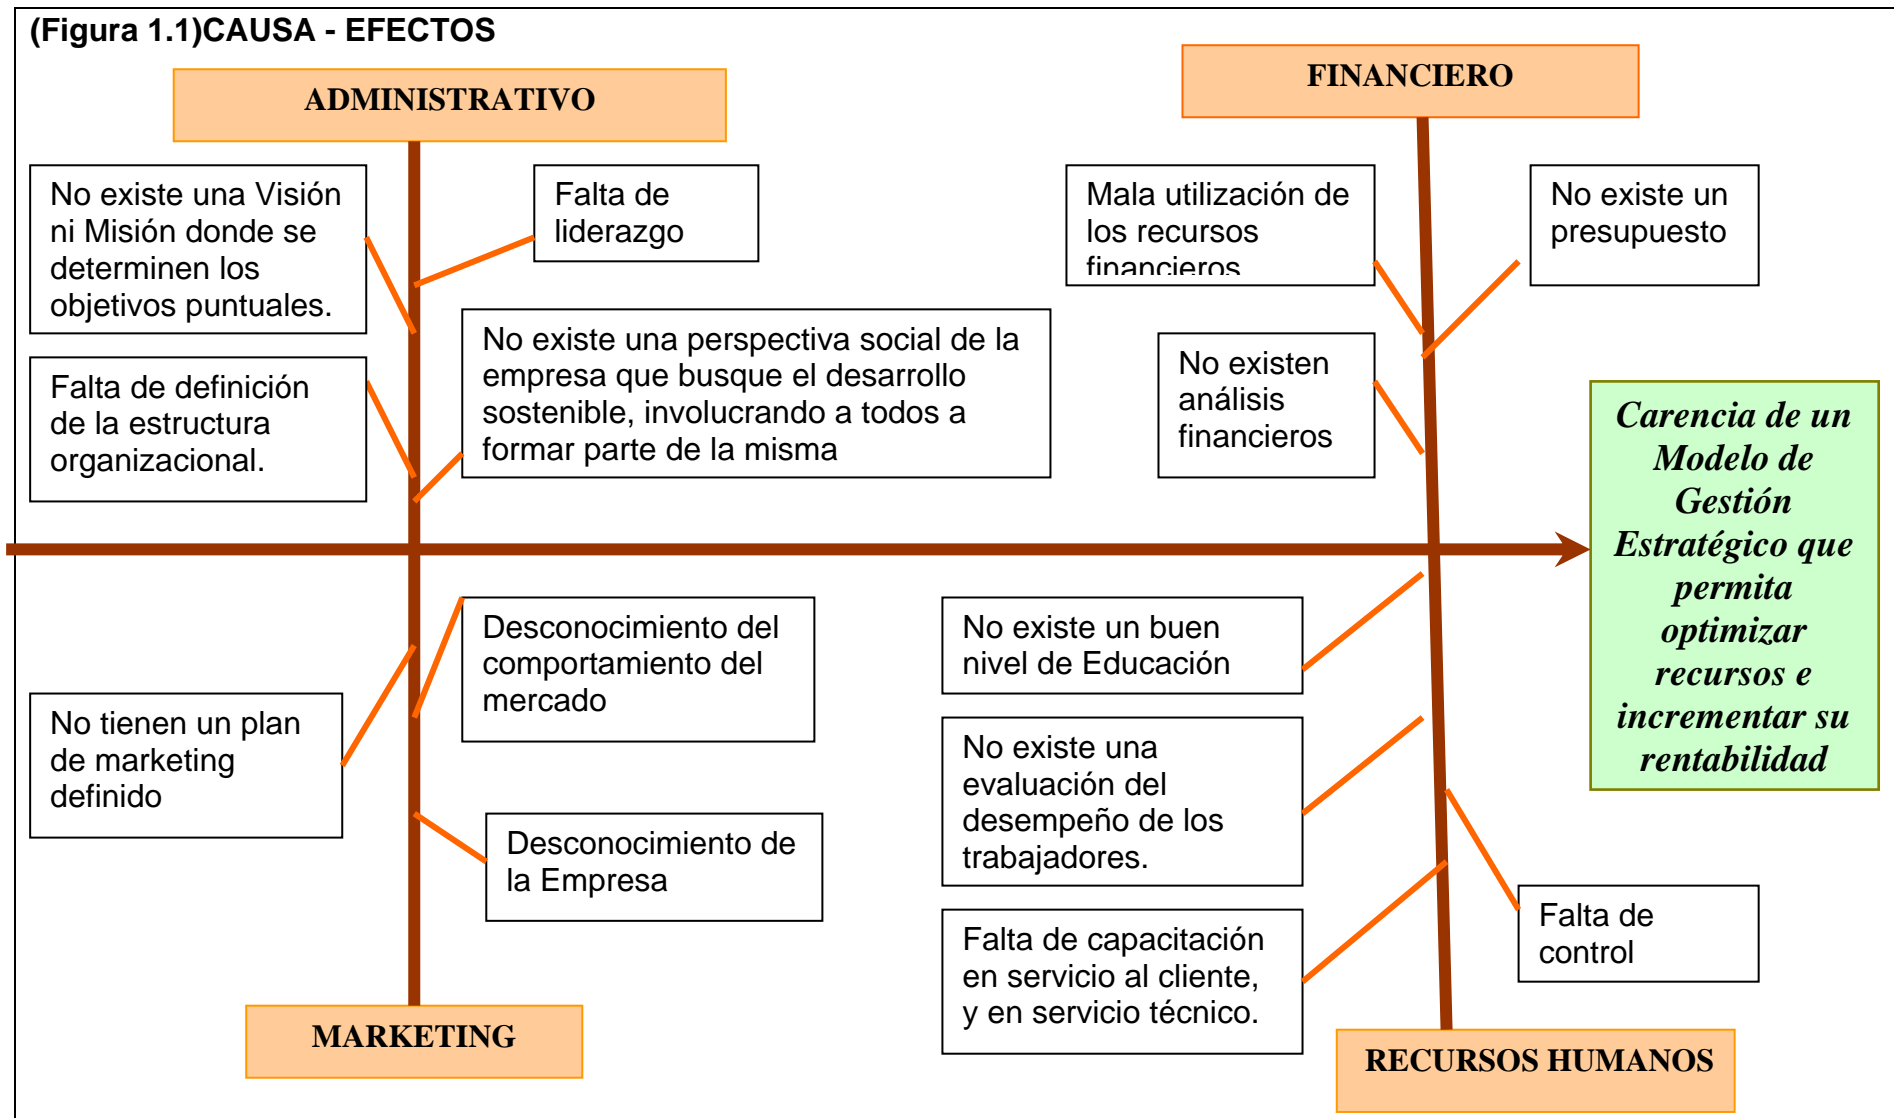 (Figura 1.1)CAUSA - EFECTOS
ADMINISTRATIVO
FINANCIERO
No existe una Visión
ni Misión donde se
determinen los
objetivos puntuales.
Falta de
liderazgo
Mala utilización de
los recursos
financieros
No existe un
presupuesto
Falta de definición
de la estructura
organizacional.
No existe una perspectiva social de la
empresa que busque el desarrollo
sostenible, involucrando a todos a
formar parte de la misma
No existen
análisis
financieros
Carencia de un
Modelo de
Gestión
Estratégico que
permita
optimizar
recursos e
incrementar su
rentabilidad
No tienen un plan
de marketing
definido
Desconocimiento del
comportamiento del
mercado
Desconocimiento de
la Empresa
No existe un buen
nivel de Educación
No existe una
evaluación del
desempeño de los
trabajadores.
Falta de capacitación
en servicio al cliente,
y en servicio técnico.
Falta de
control
MARKETING
RECURSOS HUMANOS